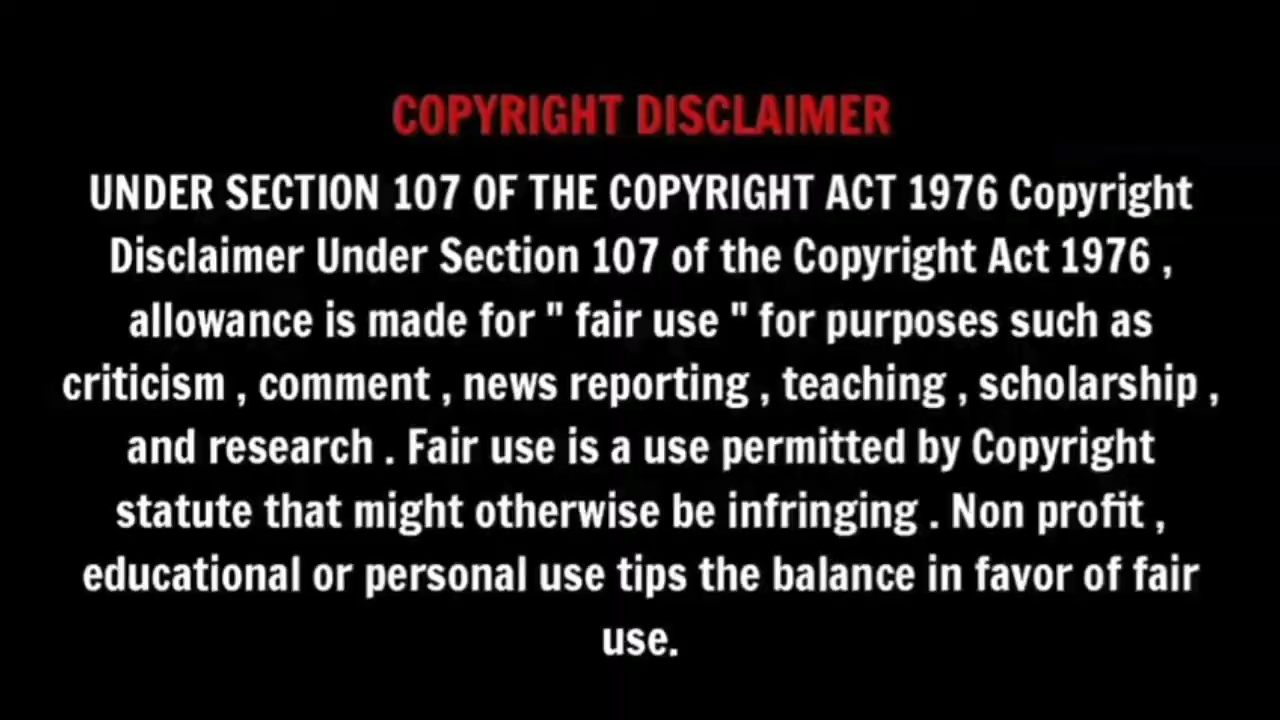 COPYRIGHT DISCLAIMER
UNDER SECTION 107 OF THE COPYRIGHT ACT 1976 Copyright
Disclaimer Under Section 107 of the Copyright Act 1976 ,
allowance is made for " fair use " for purposes such as
criticism , comment , news reporting , teaching , scholarship ,
and research . Fair use is a use permitted by Copyright
statute that might otherwise be infringing . Non profit ,
educational or personal use tips the balance in favor of fair
use.